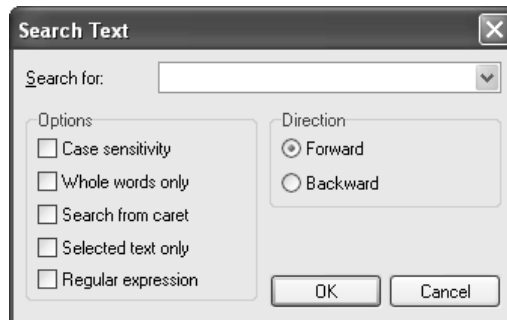 Search Text
Search for:
Options
Case sensitivity
Whole words only
Search from caret
Selected text only
Regular expression
Direction
Forward
Backward
OK
Cancel